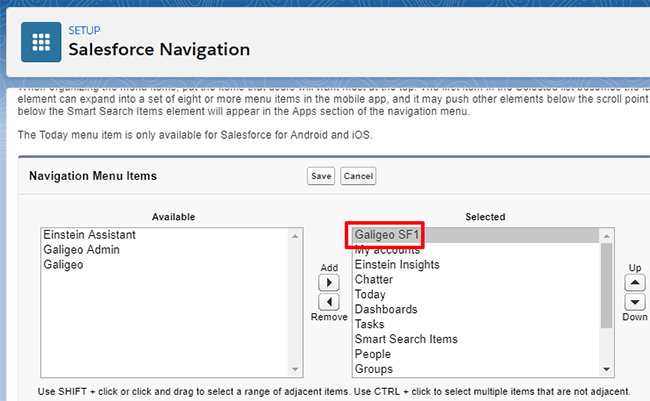 SETUP
Salesforce Navigation
When organizing the menu items, put the items that users will want most at the top. The first item in the Selected list becomes the
element can expand into a set of eight or more menu items in the mobile app, and it may push other elements below the scroll point
below the Smart Search Items element will appear in the Apps section of the navigation menu.
The Today menu item is only available for Salesforce for Android and iOS.
Navigation Menu Items Save Cancel
Available
Einstein Assistant
Galigeo Admin
Galigeo
Add
Remove
Selected
Galigeo SF1
My accounts
Einstein Insights
Chatter
Today
Dashboards
Tasks
Smart Search Items
People
Groups
Up
Down
Use SHIFT + click or click and drag to select a range of adjacent items. Use CTRL + click to select multiple items that are not adjacent.